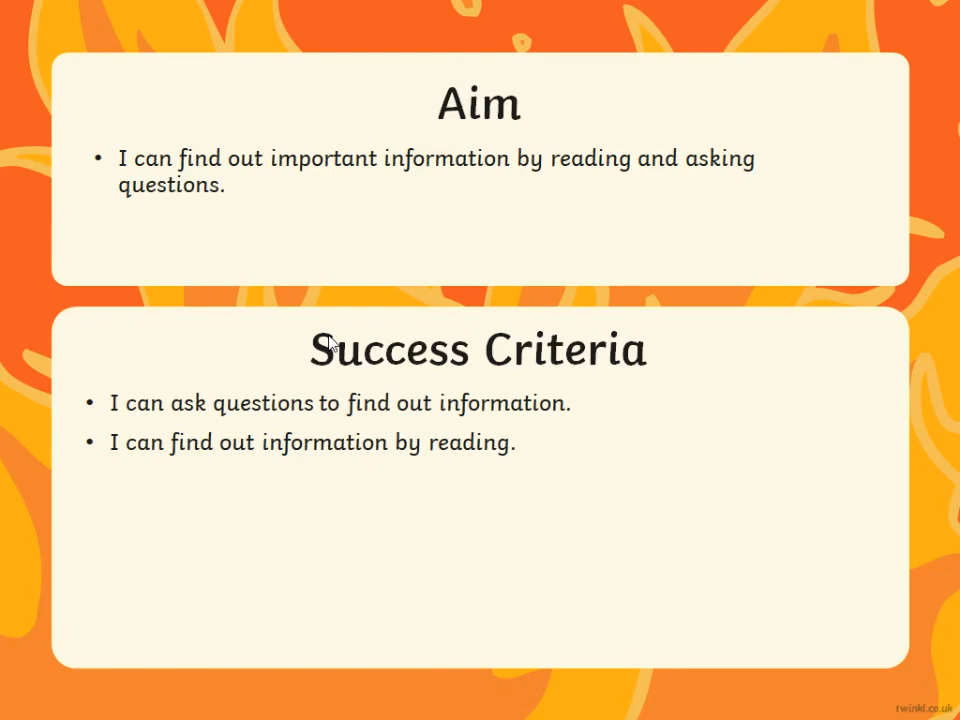 Aim
• I can find out important information by reading and asking
questions.
Success Criteria
• I can ask questions to find out information.
• I can find out information by reading.
twinkl.co.uk